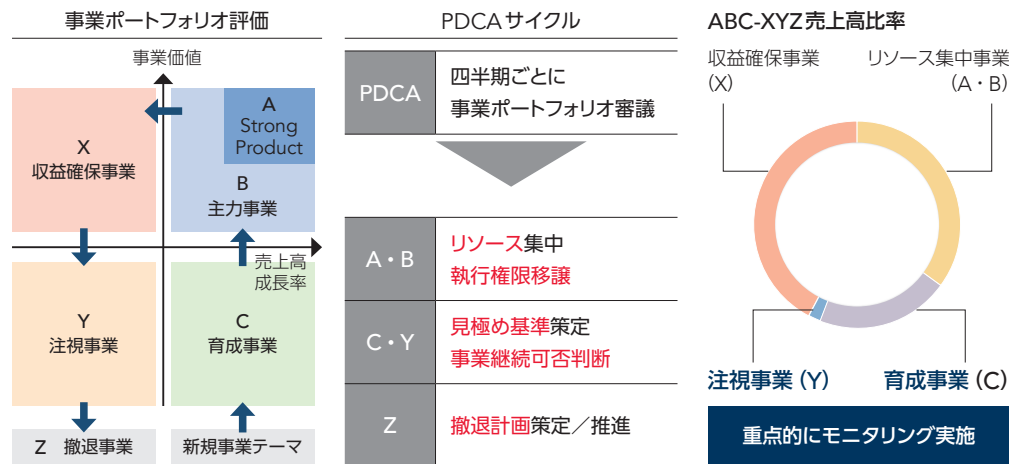 事業ポートフォリオ評価
事業価値
A
Strong
Product
X
収益確保事業
B
主力事業
売上高
成長率
Y
注視事業
C
育成事業
Z 撤退事業
新規事業テーマ
PDCAサイクル
PDCA
四半期ごとに
事業ポートフォリオ審議
A・B
リソース集中
執行権限移譲
C・Y
見極め基準策定
事業継続可否判断
Z
撤退計画策定／推進
ABC-XYZ売上高比率
収益確保事業
(X)
リソース集中事業
(A・B)
注視事業 (Y)
育成事業 (C)
重点的にモニタリング実施